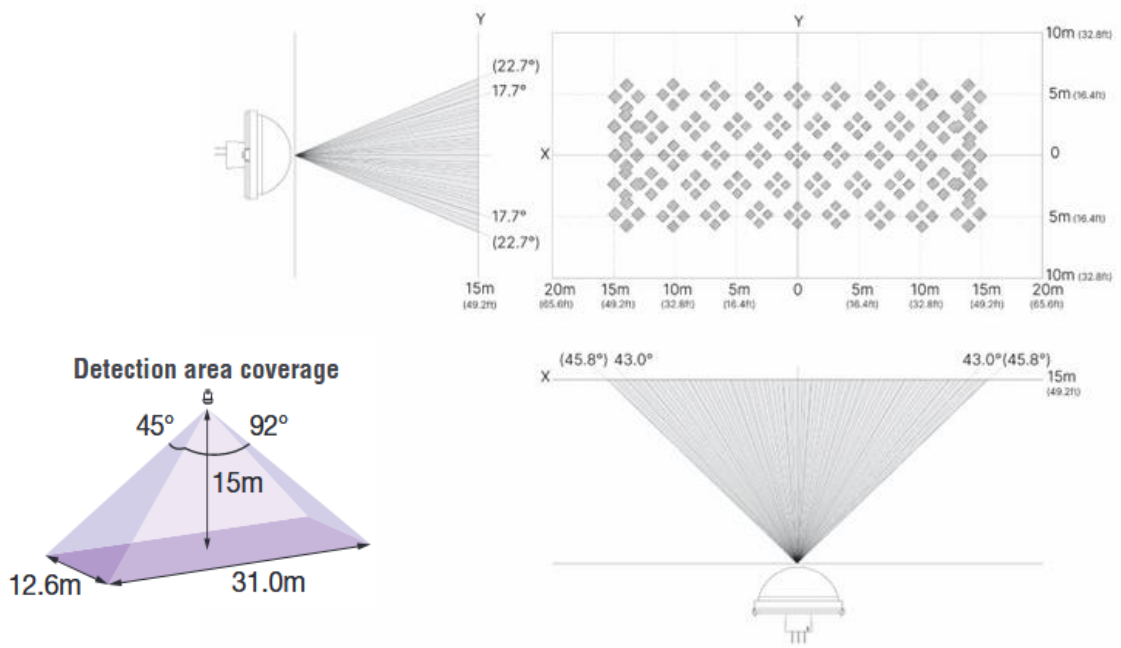 Y
(22.7°)
17.7°
17.7°
(22.7°)
15m
(49.2ft)
Y
10m (32.8ft)
5m (16.4ft)
X
0
5m (16.4ft)
10m (32.8ft)
20m 15m 10m 5m 0 5m 10m 15m 20m
(65.6ft) (49.2ft) (32.8ft) (16.4ft) (16.4ft) (32.8ft) (49.2ft) (65.6ft)
Detection area coverage
45° 92°
15m
12.6m
31.0m
(45.8°) 43.0° 43.0°(45.8°)
X
15m
(49.2ft)